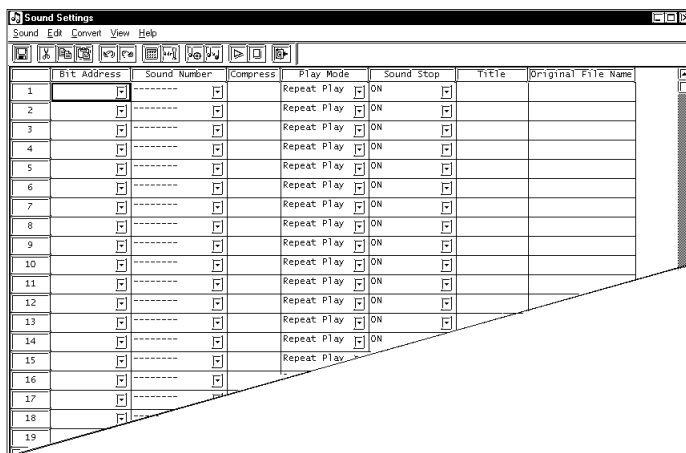 Sound Settings
Sound Edit Convert View Help
Bit Address Sound Number Compress Play Mode Sound Stop Title Original File Name
1 -------- Repeat Play ON
2 -------- Repeat Play ON
3 -------- Repeat Play ON
4 -------- Repeat Play ON
5 -------- Repeat Play ON
6 -------- Repeat Play ON
7 -------- Repeat Play ON
8 -------- Repeat Play ON
9 -------- Repeat Play ON
10 -------- Repeat Play ON
11 -------- Repeat Play ON
12 -------- Repeat Play ON
13 -------- Repeat Play ON
14 -------- Repeat Play ON
15 -------- Repeat Play
16 --------
17 --------
18
19